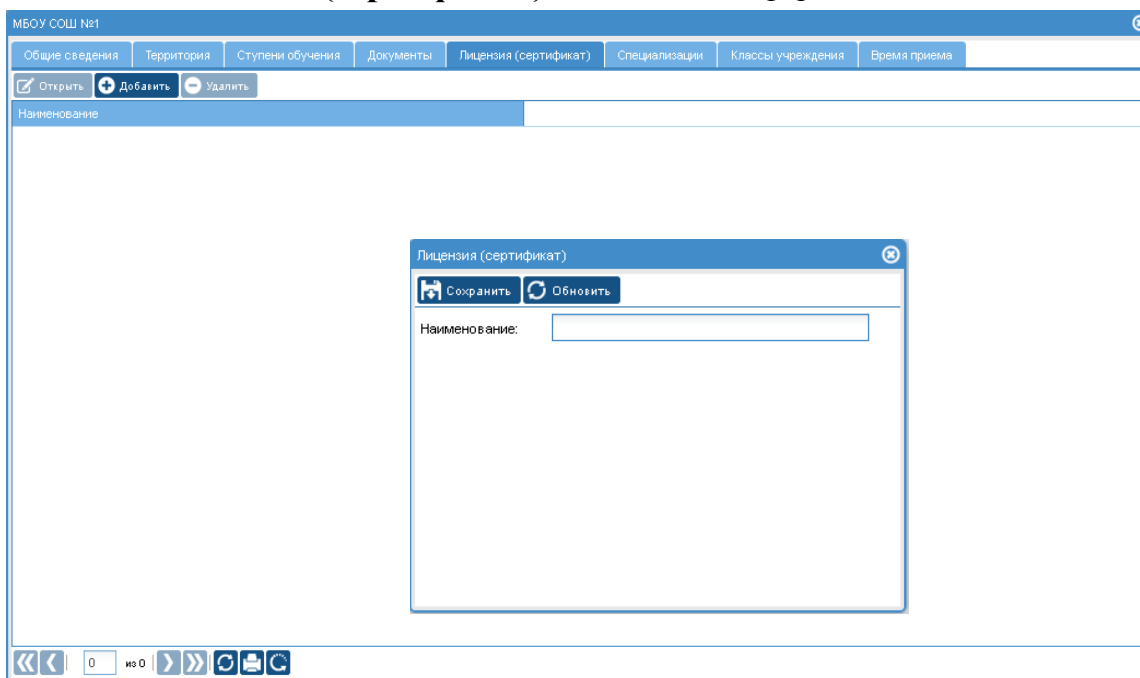 МБОУ СОШ №1
Общие сведения Территория Ступени обучения Документы Лицензия (сертификат) Специализации Классы учреждения Время приема
Открыть Добавить Удалить
Наименование
Лицензия (сертификат)
Сохранить Обновить
Наименование:
0 из 0